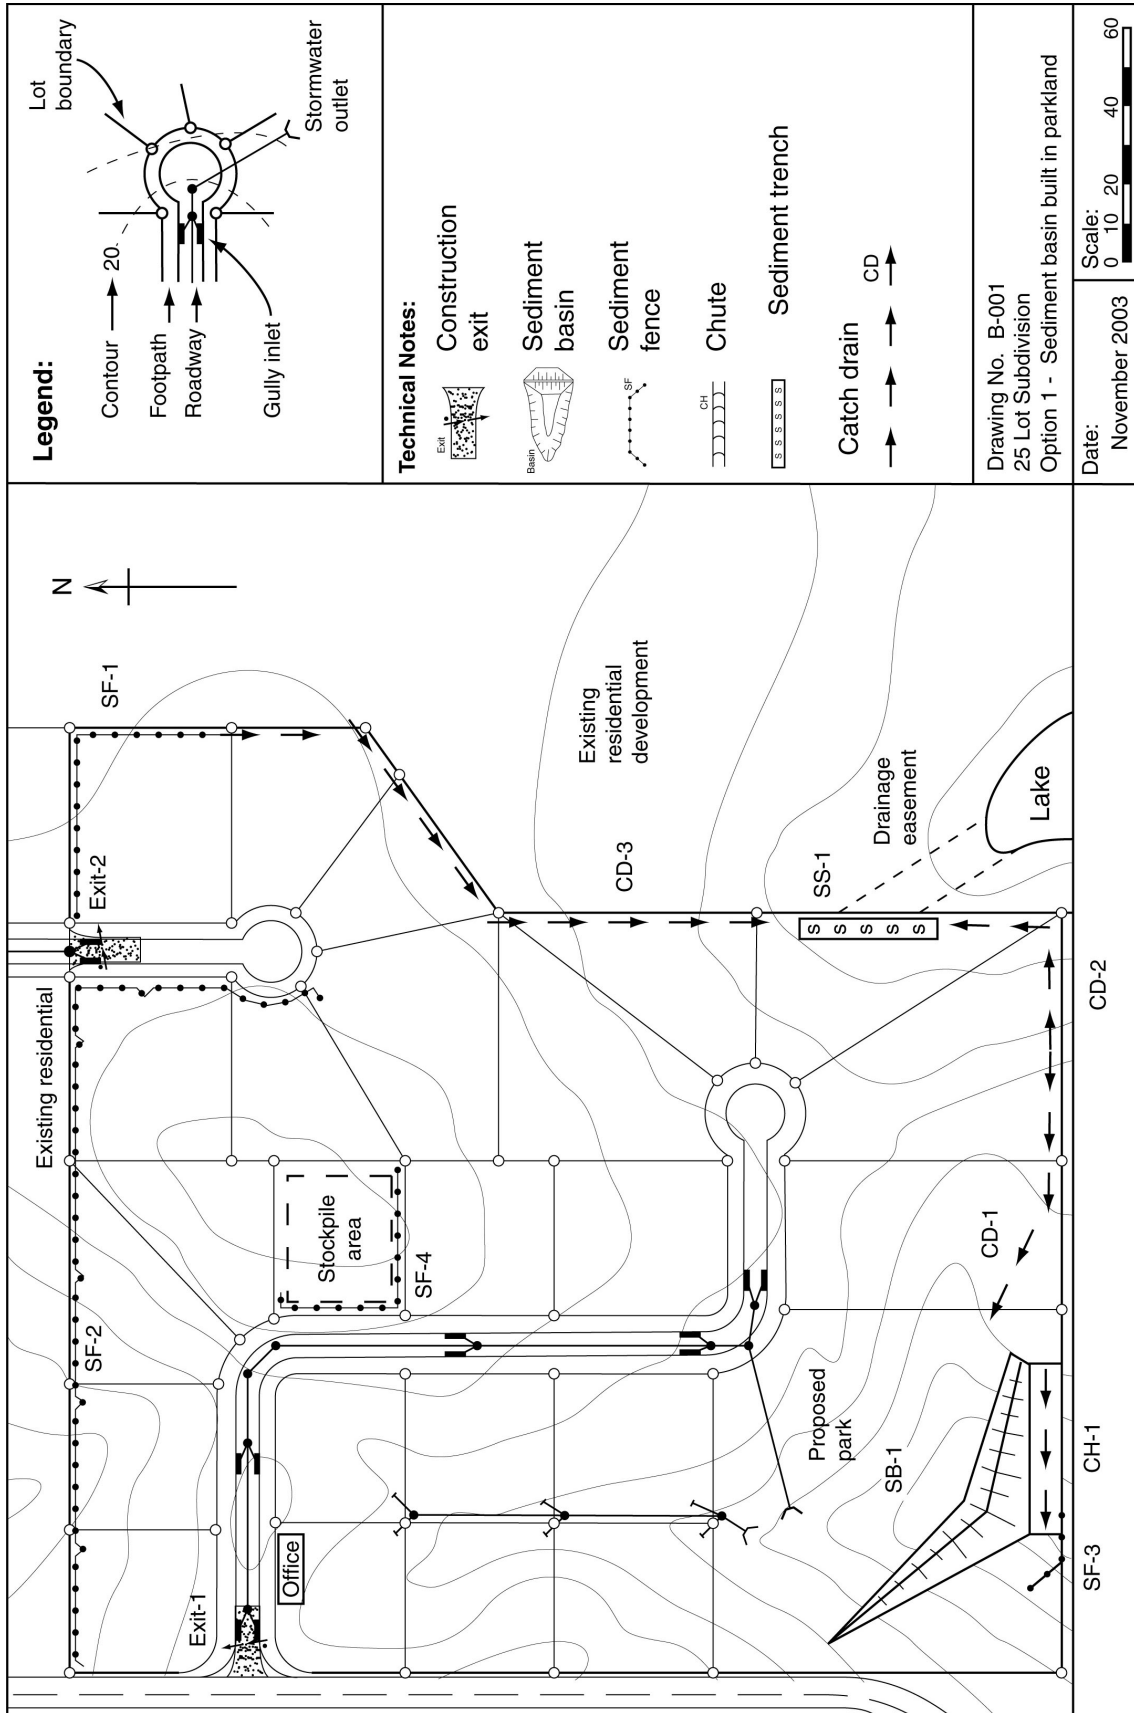 Legend:
Contour
20
Footpath
Roadway
Gully inlet
Lot
boundary
Stormwater
outlet
Technical Notes:
Exit
Construction
exit
Basin
Sediment
basin
SF
Sediment
fence
CH
Chute
S S S S S
Sediment trench
Catch drain
CD
Drawing No. B-001
25 Lot Subdivision
Option 1 - Sediment basin built in parkland
Date:
November 2003
Scale:
0 10 20 40 60
N
SF-1
Exit-2
Existing residential
SF-2
Exit-1
Office
Stockpile
area
SF-4
Existing
residential
development
CD-3
Drainage
easement
SS-1
S S S S S
Lake
CD-2
CD-1
Proposed
park
SB-1
CH-1
SF-3